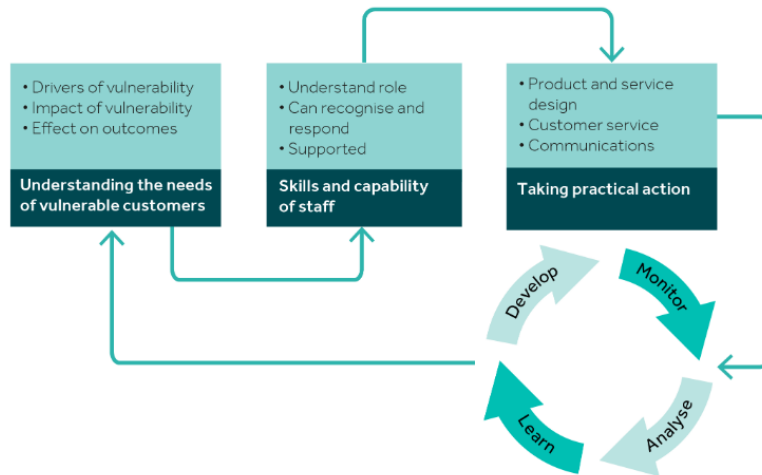 • Drivers of vulnerability
• Impact of vulnerability
• Effect on outcomes
Understanding the needs
of vulnerable customers
• Understand role
• Can recognise and
respond
• Supported
Skills and capability
of staff
• Product and service
design
• Customer service
• Communications
Taking practical action
Develop
Monitor
Analyse
Learn